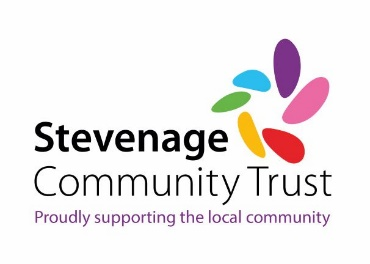 Stevenage
Community Trust
Proudly supporting the local community